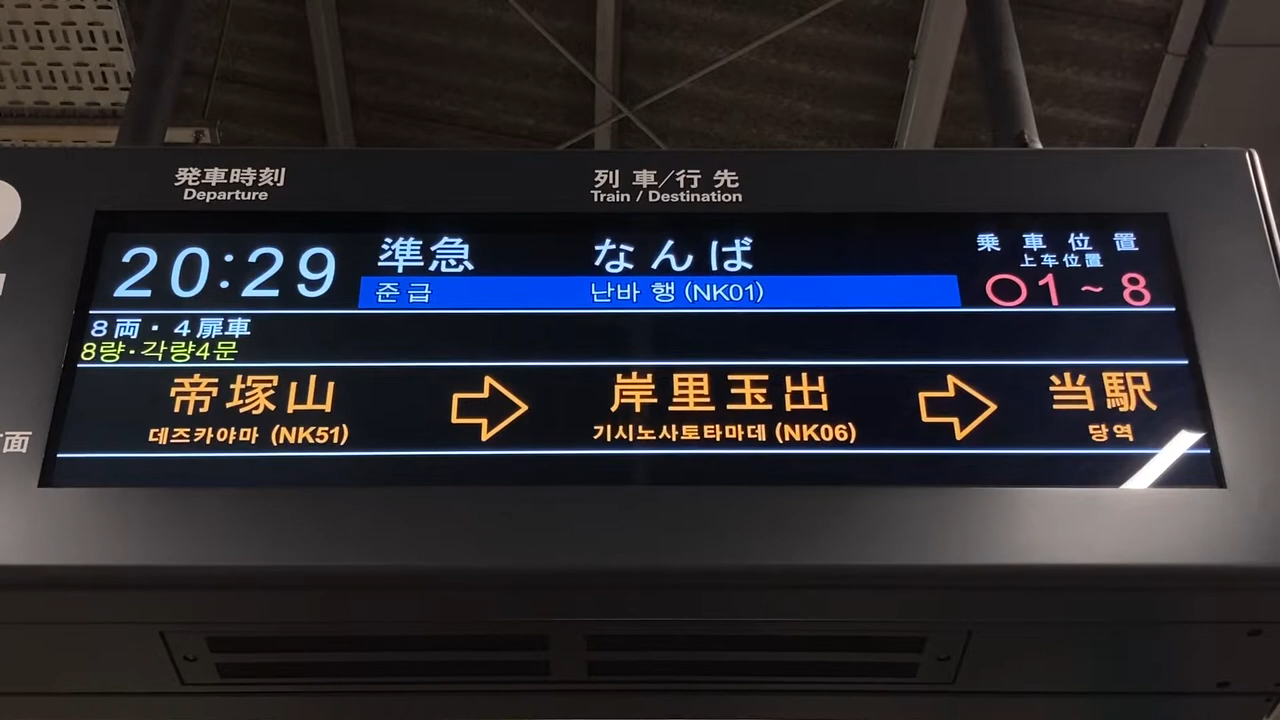 発車時刻 列車/行先
Departure Train / Destination
20:29 準急 なんば 乗車位置
上车位置
준급 난바 행 (NK01) ○1~8
8両・4扉車
8량·각량4문
帝塚山 ⇨ 岸里玉出 ⇨ 当駅
데즈카야마 (NK51) 기시노사토타마데 (NK06) 당역
面